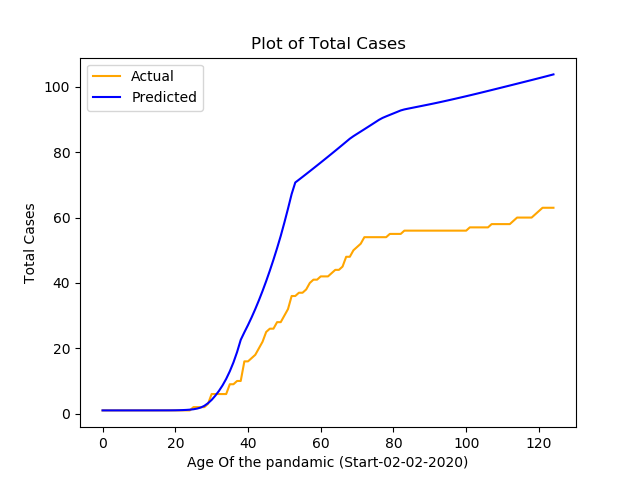 Plot of Total Cases
Actual
Predicted
100
80
60
40
20
0
Total Cases
0 20 40 60 80 100 120
Age Of the pandamic (Start-02-02-2020)